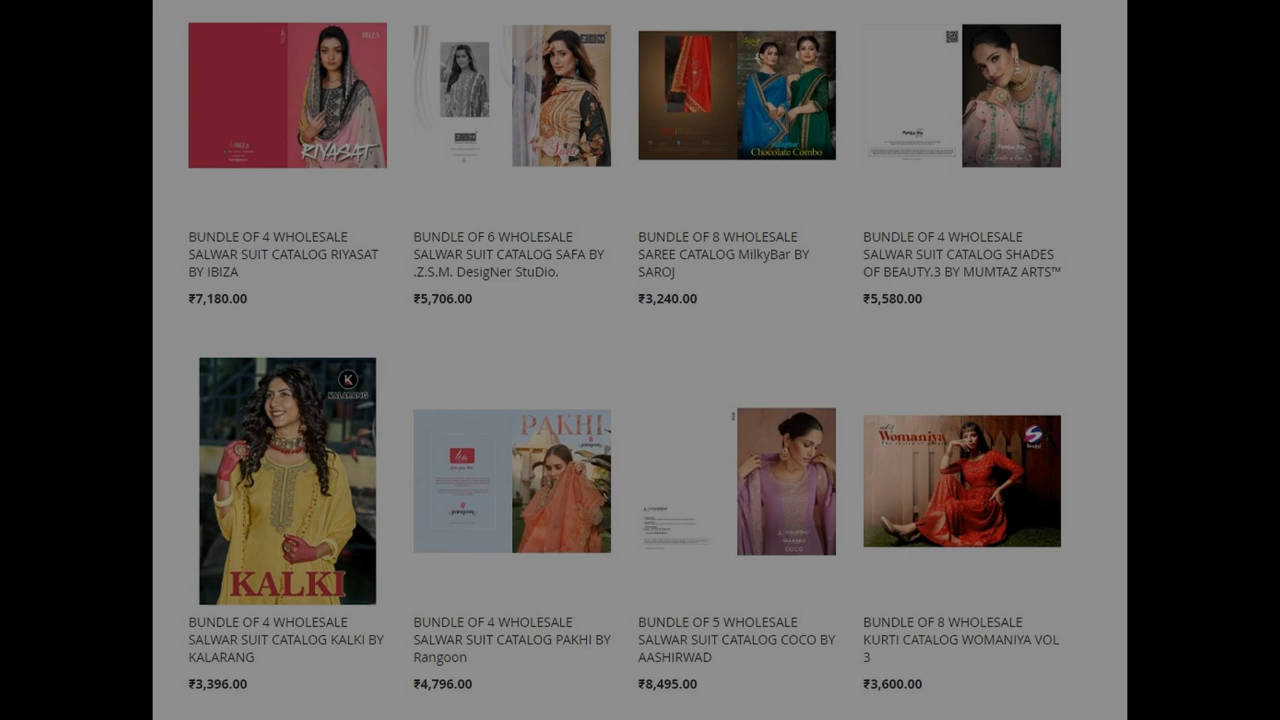 IBIZA
RIYASAT
IBIZA
Z S M
Safa
Chocolate Combo
Mumtaz Arts
BUNDLE OF 4 WHOLESALE
SALWAR SUIT CATALOG RIYASAT
BY IBIZA
₹7,180.00
BUNDLE OF 6 WHOLESALE
SALWAR SUIT CATALOG SAFA BY
.Z.S.M. DesigNer StuDio.
₹5,706.00
BUNDLE OF 8 WHOLESALE
SAREE CATALOG MilkyBar BY
SAROJ
₹3,240.00
BUNDLE OF 4 WHOLESALE
SALWAR SUIT CATALOG SHADES
OF BEAUTY.3 BY MUMTAZ ARTS™
₹5,580.00
K
KALARANG
KALKI
PAKHI
COCO
Womaniya
BUNDLE OF 4 WHOLESALE
SALWAR SUIT CATALOG KALKI BY
KALARANG
₹3,396.00
BUNDLE OF 4 WHOLESALE
SALWAR SUIT CATALOG PAKHI BY
Rangoon
₹4,796.00
BUNDLE OF 5 WHOLESALE
SALWAR SUIT CATALOG COCO BY
AASHIRWAD
₹8,495.00
BUNDLE OF 8 WHOLESALE
KURTI CATALOG WOMANIYA VOL
3
₹3,600.00